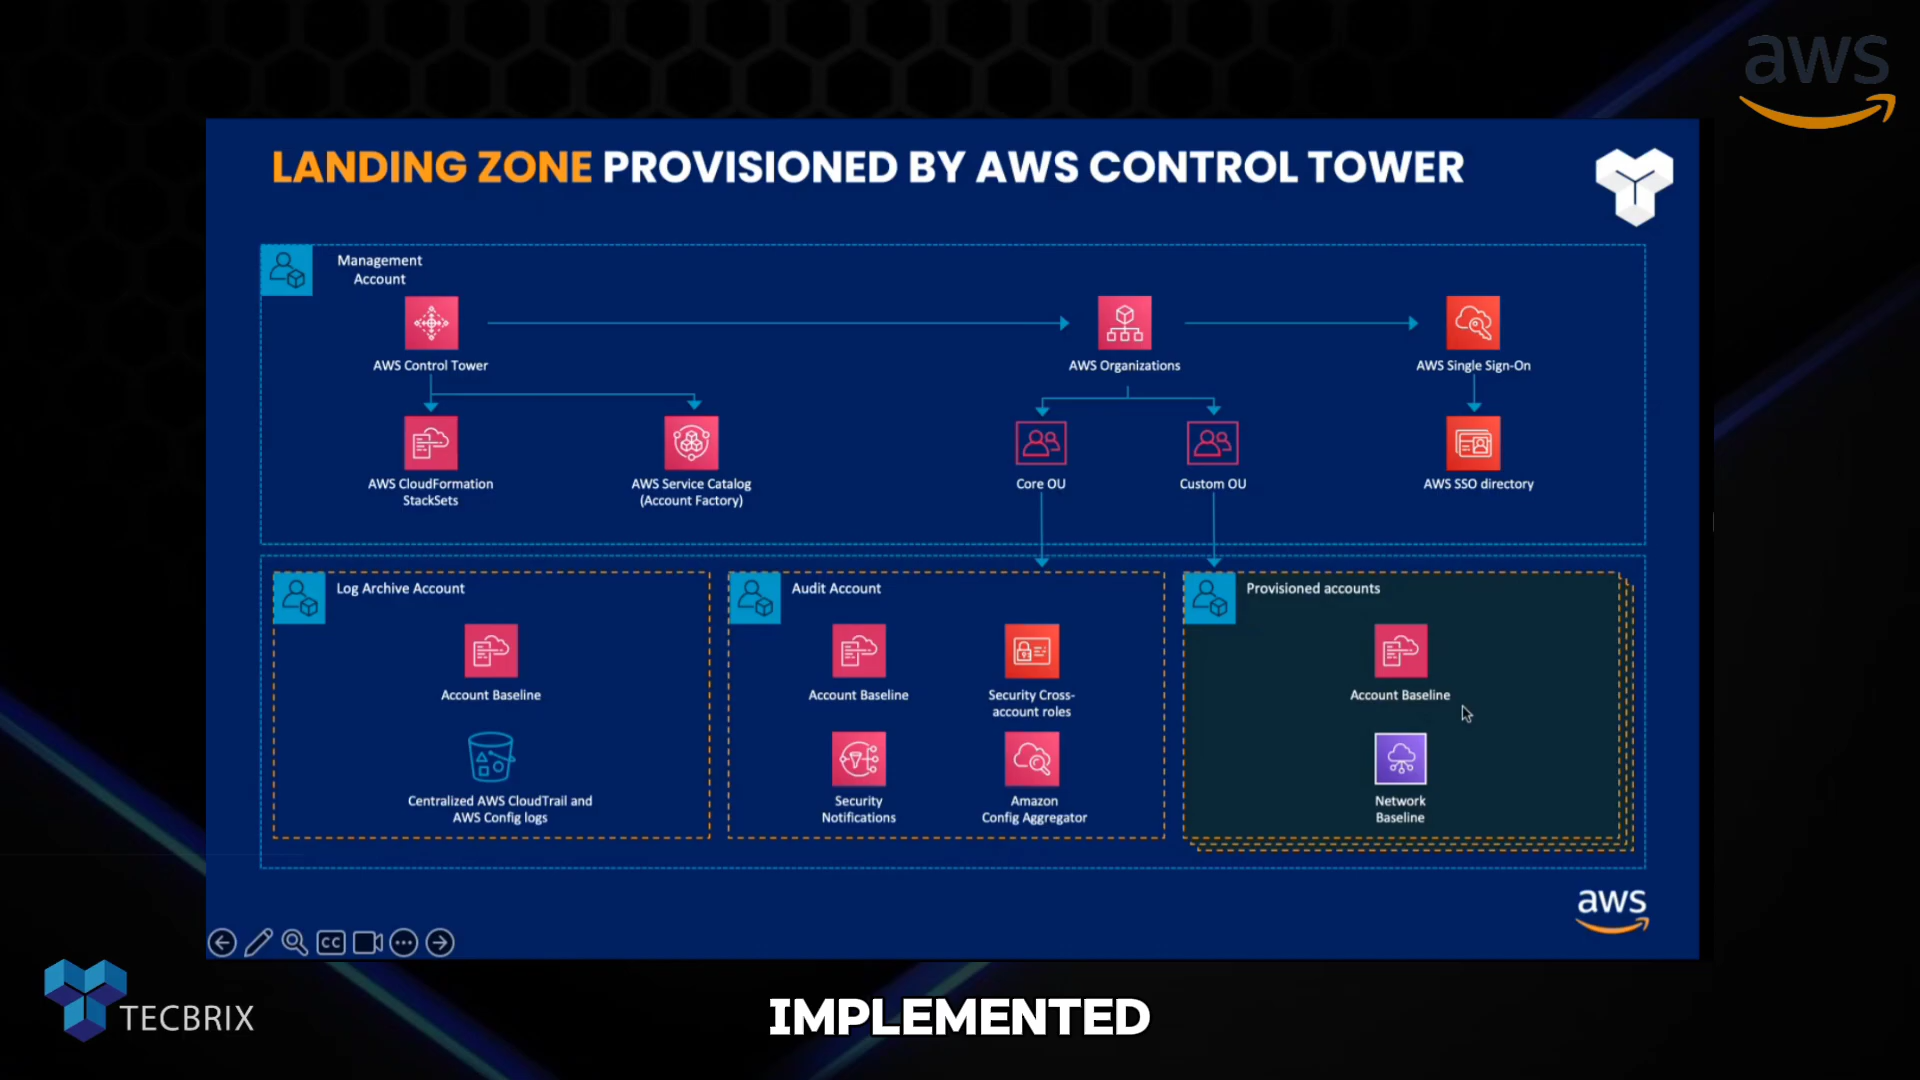 aws
LANDING ZONE PROVISIONED BY AWS CONTROL TOWER
Management
Account
AWS Control Tower
AWS Organizations
AWS Single Sign-On
AWS CloudFormation
StackSets
AWS Service Catalog
(Account Factory)
Core OU
Custom OU
AWS SSO directory
Log Archive Account
Account Baseline
Centralized AWS CloudTrail and
AWS Config logs
Audit Account
Account Baseline
Security Cross-
account roles
Security
Notifications
Amazon
Config Aggregator
Provisioned accounts
Account Baseline
Network
Baseline
aws
CC
TECBRIX
IMPLEMENTED